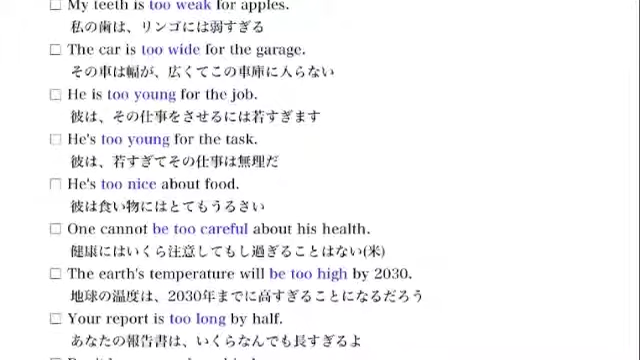 □ My teeth is too weak for apples.
私の歯は、リンゴには弱すぎる
□ The car is too wide for the garage.
その車は幅が、広くてこの車庫に入らない
□ He is too young for the job.
彼は、その仕事をさせるには若すぎます
□ He's too young for the task.
彼は、若すぎてその仕事は無理だ
□ He's too nice about food.
彼は食い物にはとてもうるさい
□ One cannot be too careful about his health.
健康にはいくら注意してもし過ぎることはない(米)
□ The earth's temperature will be too high by 2030.
地球の温度は、2030年までに高すぎることになるだろう
□ Your report is too long by half.
あなたの報告書は、いくらなんでも長すぎるよ